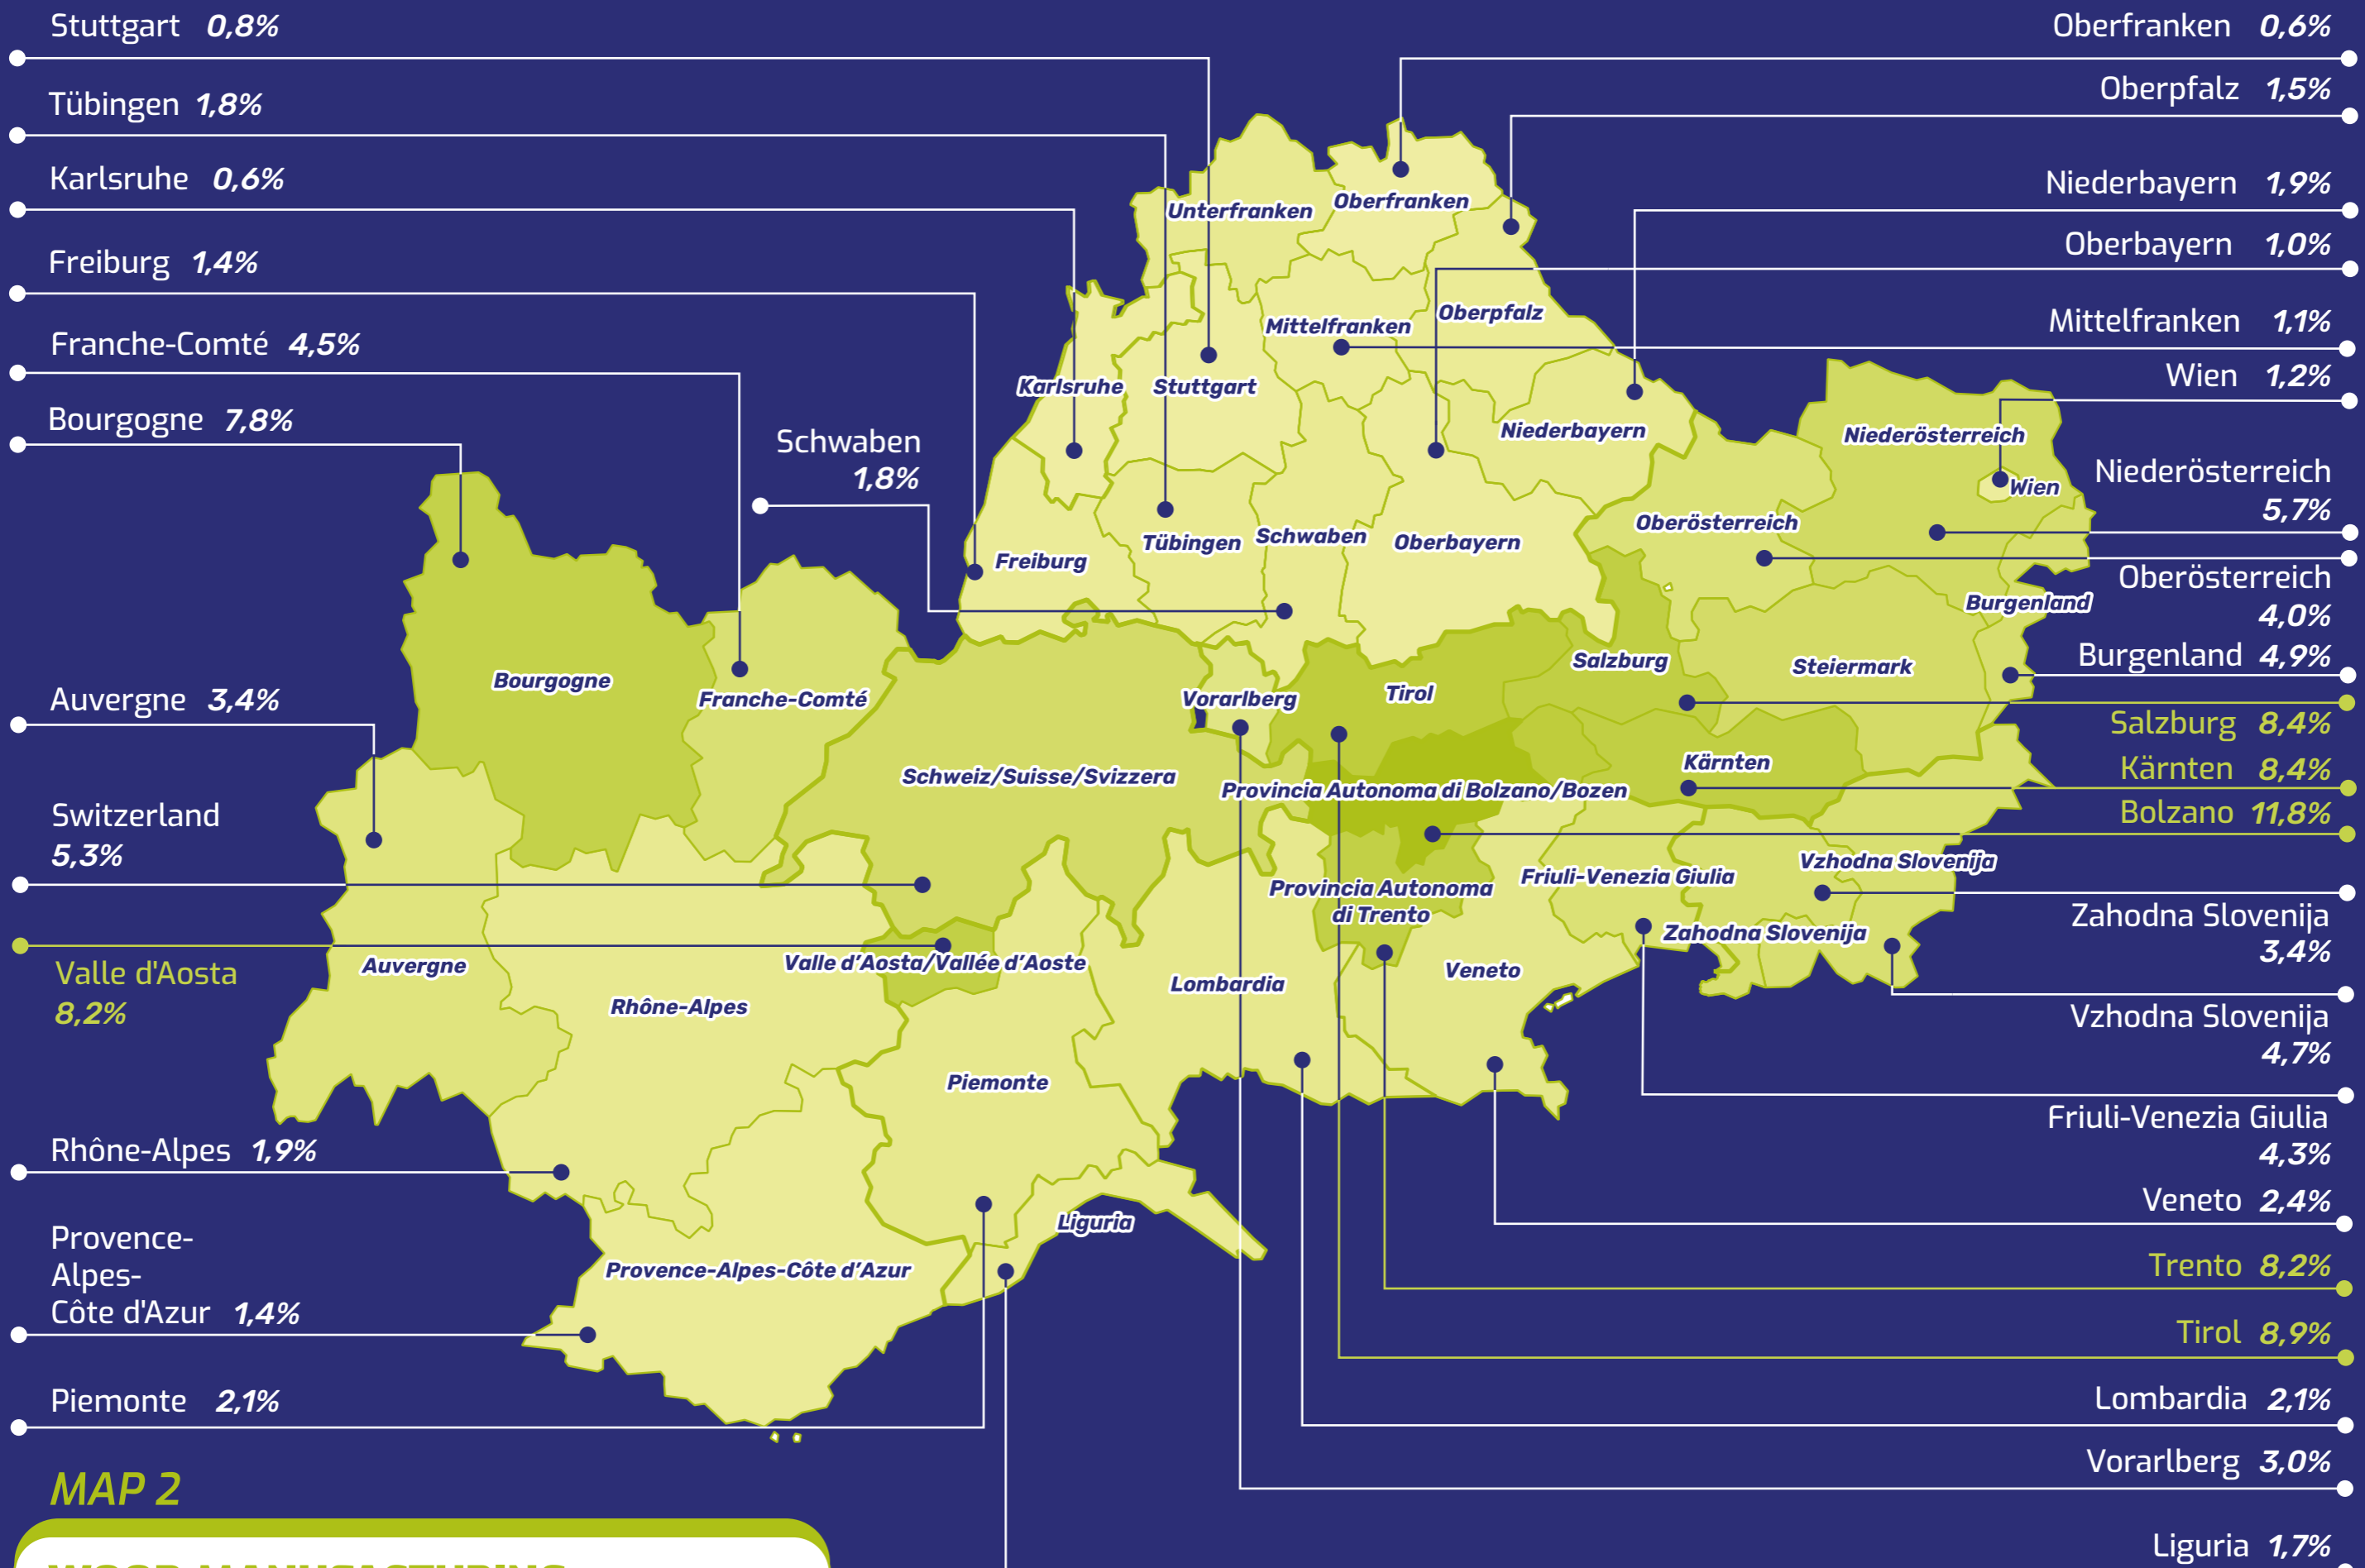 Stuttgart 0,8%
Tübingen 1,8%
Karlsruhe 0,6%
Freiburg 1,4%
Franche-Comté 4,5%
Bourgogne 7,8%
Schwaben
1,8%
Auvergne 3,4%
Switzerland
5,3%
Valle d'Aosta
8,2%
Rhône-Alpes 1,9%
Provence-
Alpes-
Côte d'Azur 1,4%
Piemonte 2,1%
Oberfranken 0,6%
Oberpfalz 1,5%
Niederbayern 1,9%
Oberbayern 1,0%
Mittelfranken 1,1%
Wien 1,2%
Niederösterreich
5,7%
Oberösterreich
4,0%
Burgenland 4,9%
Salzburg 8,4%
Kärnten 8,4%
Bolzano 11,8%
Zahodna Slovenija
3,4%
Vzhodna Slovenija
4,7%
Friuli-Venezia Giulia
4,3%
Veneto 2,4%
Trento 8,2%
Tirol 8,9%
Lombardia 2,1%
Vorarlberg 3,0%
Liguria 1,7%
Unterfranken
Oberfranken
Mittelfranken
Oberpfalz
Karlsruhe
Stuttgart
Niederbayern
Niederösterreich
Wien
Oberösterreich
Tübingen
Schwaben
Oberbayern
Freiburg
Burgenland
Salzburg
Steiermark
Bourgogne
Franche-Comté
Vorarlberg
Tirol
Kärnten
Schweiz/Suisse/Svizzera
Provincia Autonoma di Bolzano/Bozen
Vzhodna Slovenija
Friuli-Venezia Giulia
Provincia Autonoma
di Trento
Zahodna Slovenija
Auvergne
Valle d’Aosta/Vallée d’Aoste
Lombardia
Veneto
Rhône-Alpes
Piemonte
Liguria
Provence-Alpes-Côte d’Azur
MAP 2
WOOD MANUFACTURING